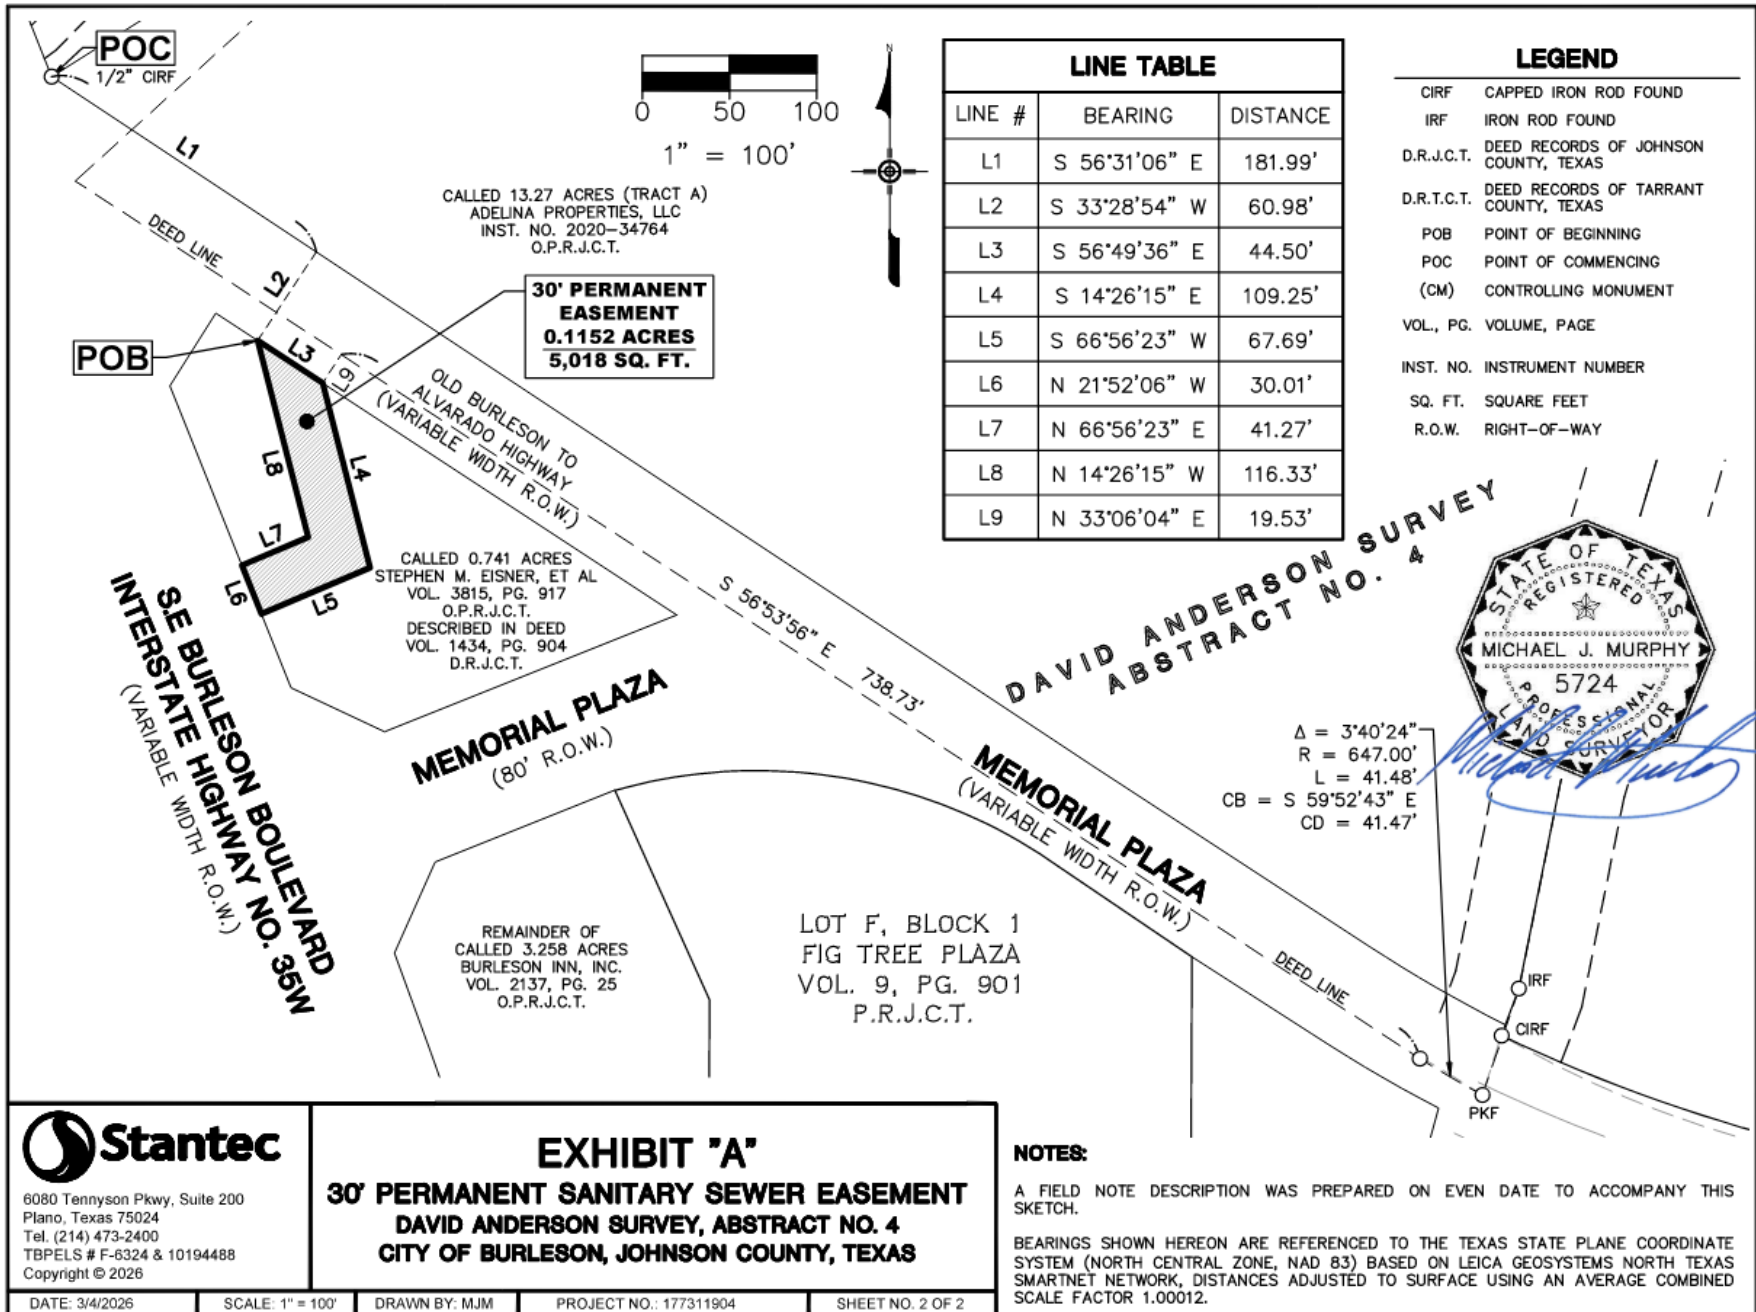 POC
1/2" CIRF
L1
DEED LINE
L2
0 50 100
1" = 100'
N
CALLED 13.27 ACRES (TRACT A)
ADELINA PROPERTIES, LLC
INST. NO. 2020-34764
O.P.R.J.C.T.
30' PERMANENT
EASEMENT
0.1152 ACRES
5,018 SQ. FT.
POB
L3
L9
L8
L4
L7
L6
L5
OLD BURLESON TO
ALVARADO HIGHWAY
(VARIABLE WIDTH R.O.W.)
CALLED 0.741 ACRES
STEPHEN M. EISNER, ET AL
VOL. 3815, PG. 917
O.P.R.J.C.T.
DESCRIBED IN DEED
VOL. 1434, PG. 904
D.R.J.C.T.
S.E BURLESON BOULEVARD
INTERSTATE HIGHWAY NO. 35W
(VARIABLE WIDTH R.O.W.)
MEMORIAL PLAZA
(80' R.O.W.)
S 56°53'56" E 738.73'
MEMORIAL PLAZA
(VARIABLE WIDTH R.O.W.)
REMAINDER OF
CALLED 3.258 ACRES
BURLESON INN, INC.
VOL. 2137, PG. 25
O.P.R.J.C.T.
LOT F, BLOCK 1
FIG TREE PLAZA
VOL. 9, PG. 901
P.R.J.C.T.
DEED LINE
LINE TABLE
LINE # BEARING DISTANCE
L1 S 56°31'06" E 181.99'
L2 S 33°28'54" W 60.98'
L3 S 56°49'36" E 44.50'
L4 S 14°26'15" E 109.25'
L5 S 66°56'23" W 67.69'
L6 N 21°52'06" W 30.01'
L7 N 66°56'23" E 41.27'
L8 N 14°26'15" W 116.33'
L9 N 33°06'04" E 19.53'
LEGEND
CIRF CAPPED IRON ROD FOUND
IRF IRON ROD FOUND
D.R.J.C.T. DEED RECORDS OF JOHNSON
COUNTY, TEXAS
D.R.T.C.T. DEED RECORDS OF TARRANT
COUNTY, TEXAS
POB POINT OF BEGINNING
POC POINT OF COMMENCING
(CM) CONTROLLING MONUMENT
VOL., PG. VOLUME, PAGE
INST. NO. INSTRUMENT NUMBER
SQ. FT. SQUARE FEET
R.O.W. RIGHT-OF-WAY
DAVID ANDERSON SURVEY
ABSTRACT NO. 4
STATE OF TEXAS
REGISTERED
MICHAEL J. MURPHY
5724
PROFESSIONAL
LAND SURVEYOR
Δ = 3°40'24"
R = 647.00'
L = 41.48'
CB = S 59°52'43" E
CD = 41.47'
IRF
CIRF
PKF
Stantec
6080 Tennyson Pkwy, Suite 200
Plano, Texas 75024
Tel. (214) 473-2400
TBPELS # F-6324 & 10194488
Copyright © 2026
EXHIBIT "A"
30' PERMANENT SANITARY SEWER EASEMENT
DAVID ANDERSON SURVEY, ABSTRACT NO. 4
CITY OF BURLESON, JOHNSON COUNTY, TEXAS
DATE: 3/4/2026 SCALE: 1" = 100' DRAWN BY: MJM PROJECT NO.: 177311904 SHEET NO. 2 OF 2
NOTES:
A FIELD NOTE DESCRIPTION WAS PREPARED ON EVEN DATE TO ACCOMPANY THIS
SKETCH.
BEARINGS SHOWN HEREON ARE REFERENCED TO THE TEXAS STATE PLANE COORDINATE
SYSTEM (NORTH CENTRAL ZONE, NAD 83) BASED ON LEICA GEOSYSTEMS NORTH TEXAS
SMARTNET NETWORK, DISTANCES ADJUSTED TO SURFACE USING AN AVERAGE COMBINED
SCALE FACTOR 1.00012.